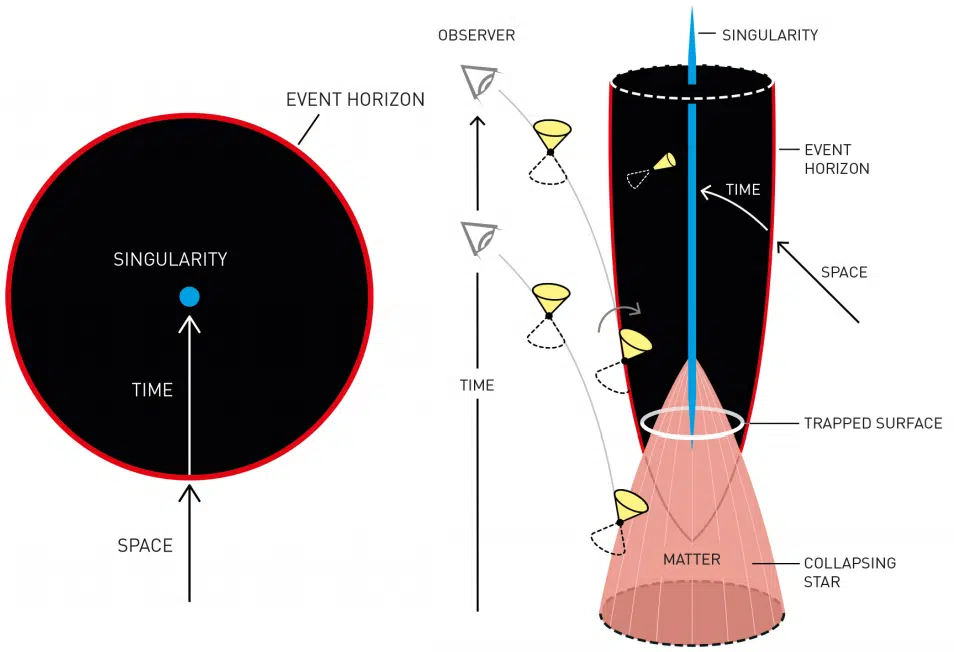 EVENT HORIZON
SINGULARITY
TIME
SPACE
OBSERVER
SINGULARITY
EVENT
HORIZON
TIME
SPACE
TIME
TRAPPED SURFACE
MATTER
COLLAPSING
STAR